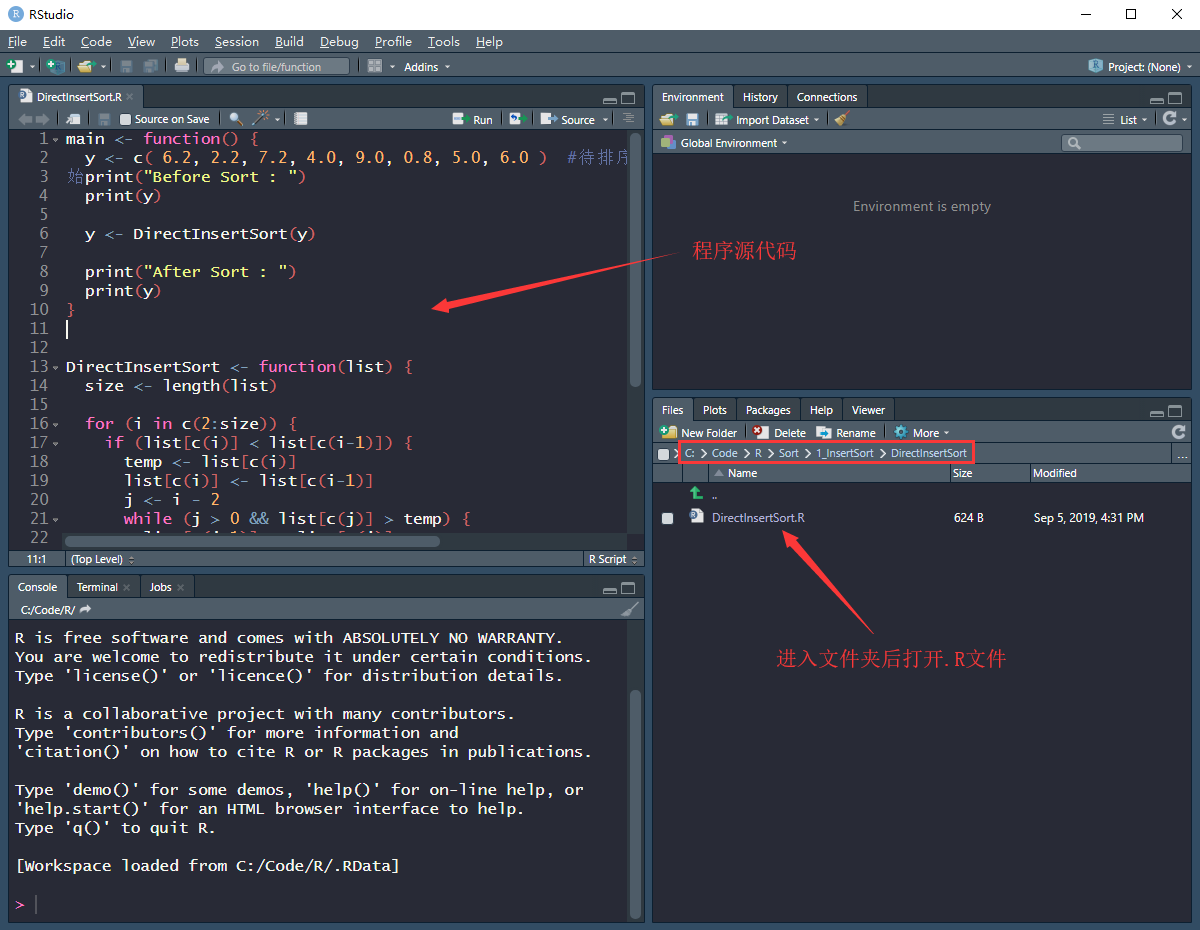 RStudio
File Edit Code View Plots Session Build Debug Profile Tools Help
Go to file/function Addins Project: (None)
DirectInsertSort.R
Source on Save Run Source
1 main <- function() {
2 y <- c( 6.2, 2.2, 7.2, 4.0, 9.0, 0.8, 5.0, 6.0 ) #待排序
3 始print("Before Sort : ")
4 print(y)
5
6 y <- DirectInsertSort(y)
7
8 print("After Sort : ")
9 print(y)
10 }
11
12
13 DirectInsertSort <- function(list) {
14 size <- length(list)
15
16 for (i in c(2:size)) {
17 if (list[c(i)] < list[c(i-1)]) {
18 temp <- list[c(i)]
19 list[c(i)] <- list[c(i-1)]
20 j <- i - 2
21 while (j > 0 && list[c(j)] > temp) {
22
11:1 (Top Level) R Script
Console Terminal Jobs
C:/Code/R/
R is free software and comes with ABSOLUTELY NO WARRANTY.
You are welcome to redistribute it under certain conditions.
Type 'license()' or 'licence()' for distribution details.
R is a collaborative project with many contributors.
Type 'contributors()' for more information and
'citation()' on how to cite R or R packages in publications.
Type 'demo()' for some demos, 'help()' for on-line help, or
'help.start()' for an HTML browser interface to help.
Type 'q()' to quit R.
[Workspace loaded from C:/Code/R/.RData]
>
Environment History Connections
Import Dataset List
Global Environment
Environment is empty
程序源代码
Files Plots Packages Help Viewer
New Folder Delete Rename More
C: > Code > R > Sort > 1_InsertSort > DirectInsertSort ...
Name Size Modified
..
DirectInsertSort.R 624 B Sep 5, 2019, 4:31 PM
进入文件夹后打开.R文件